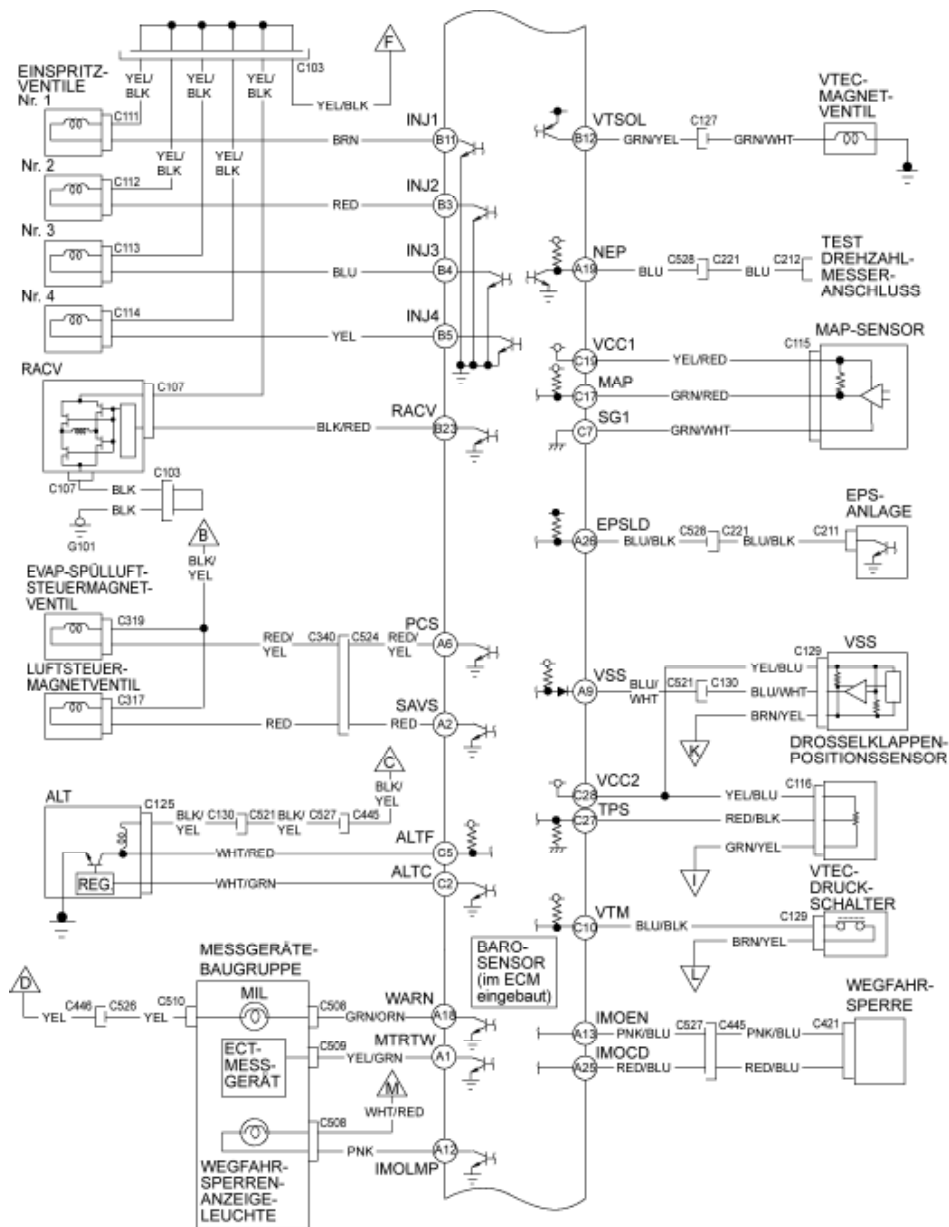 EINSPRITZ-
VENTILE
Nr. 1
YEL/
BLK
YEL/
BLK
YEL/
BLK
F
C103
YEL/BLK
C111
BRN
INJ1
B11
YEL/
BLK
YEL/
BLK
Nr. 2
C112
RED
INJ2
B3
Nr. 3
C113
BLU
INJ3
B4
Nr. 4
C114
YEL
INJ4
B5
RACV
C107
BLK/RED
RACV
B23
C107
BLK
C103
BLK
G101
B
BLK/
YEL
EVAP-SPÜLLUFT-
STEUERMAGNET-
VENTIL
C319
RED/
YEL
C340
C524
RED/
YEL
PCS
A6
LUFTSTEUER-
MAGNETVENTIL
C317
RED
RED
SAVS
A2
C
BLK/
YEL
ALT
C125
BLK/
YEL
C130
C521
BLK/
YEL
C527
C446
WHT/RED
ALTF
C5
REG.
WHT/GRN
ALTC
C2
MESSGERÄTE-
BAUGRUPPE
D
YEL
C446
C526
YEL
C510
MIL
C508
GRN/ORN
WARN
A18
ECT-
MESS-
GERÄT
C509
YEL/GRN
MTRTW
A1
M
WHT/RED
C508
PNK
A12
IMOLMP
WEGFAHR-
SPERREN-
ANZEIGE-
LEUCHTE
BARO-
SENSOR
(im ECM
eingebaut)
VTEC-
MAGNET-
VENTIL
VTSOL
B12
GRN/YEL
C127
GRN/WHT
NEP
A19
BLU
C528
C221
BLU
C212
TEST
DREHZAHL-
MESSER-
ANSCHLUSS
MAP-SENSOR
VCC1
C19
YEL/RED
C115
MAP
C17
GRN/RED
SG1
C7
GRN/WHT
EPS-
ANLAGE
EPSLD
A26
BLU/BLK
C528
C221
BLU/BLK
C211
VSS
YEL/BLU
C129
VSS
A9
BLU/
WHT
C521
C130
BLU/WHT
BRN/YEL
K
DROSSELKLAPPEN-
POSITIONSSENSOR
VCC2
C28
YEL/BLU
C116
TPS
C27
RED/BLK
GRN/YEL
I
VTEC-
DRUCK-
SCHALTER
VTM
C10
BLU/BLK
C129
BRN/YEL
L
WEGFAHR-
SPERRE
IMOEN
A13
PNK/BLU
C527
C445
PNK/BLU
C421
IMOCD
A25
RED/BLU
RED/BLU